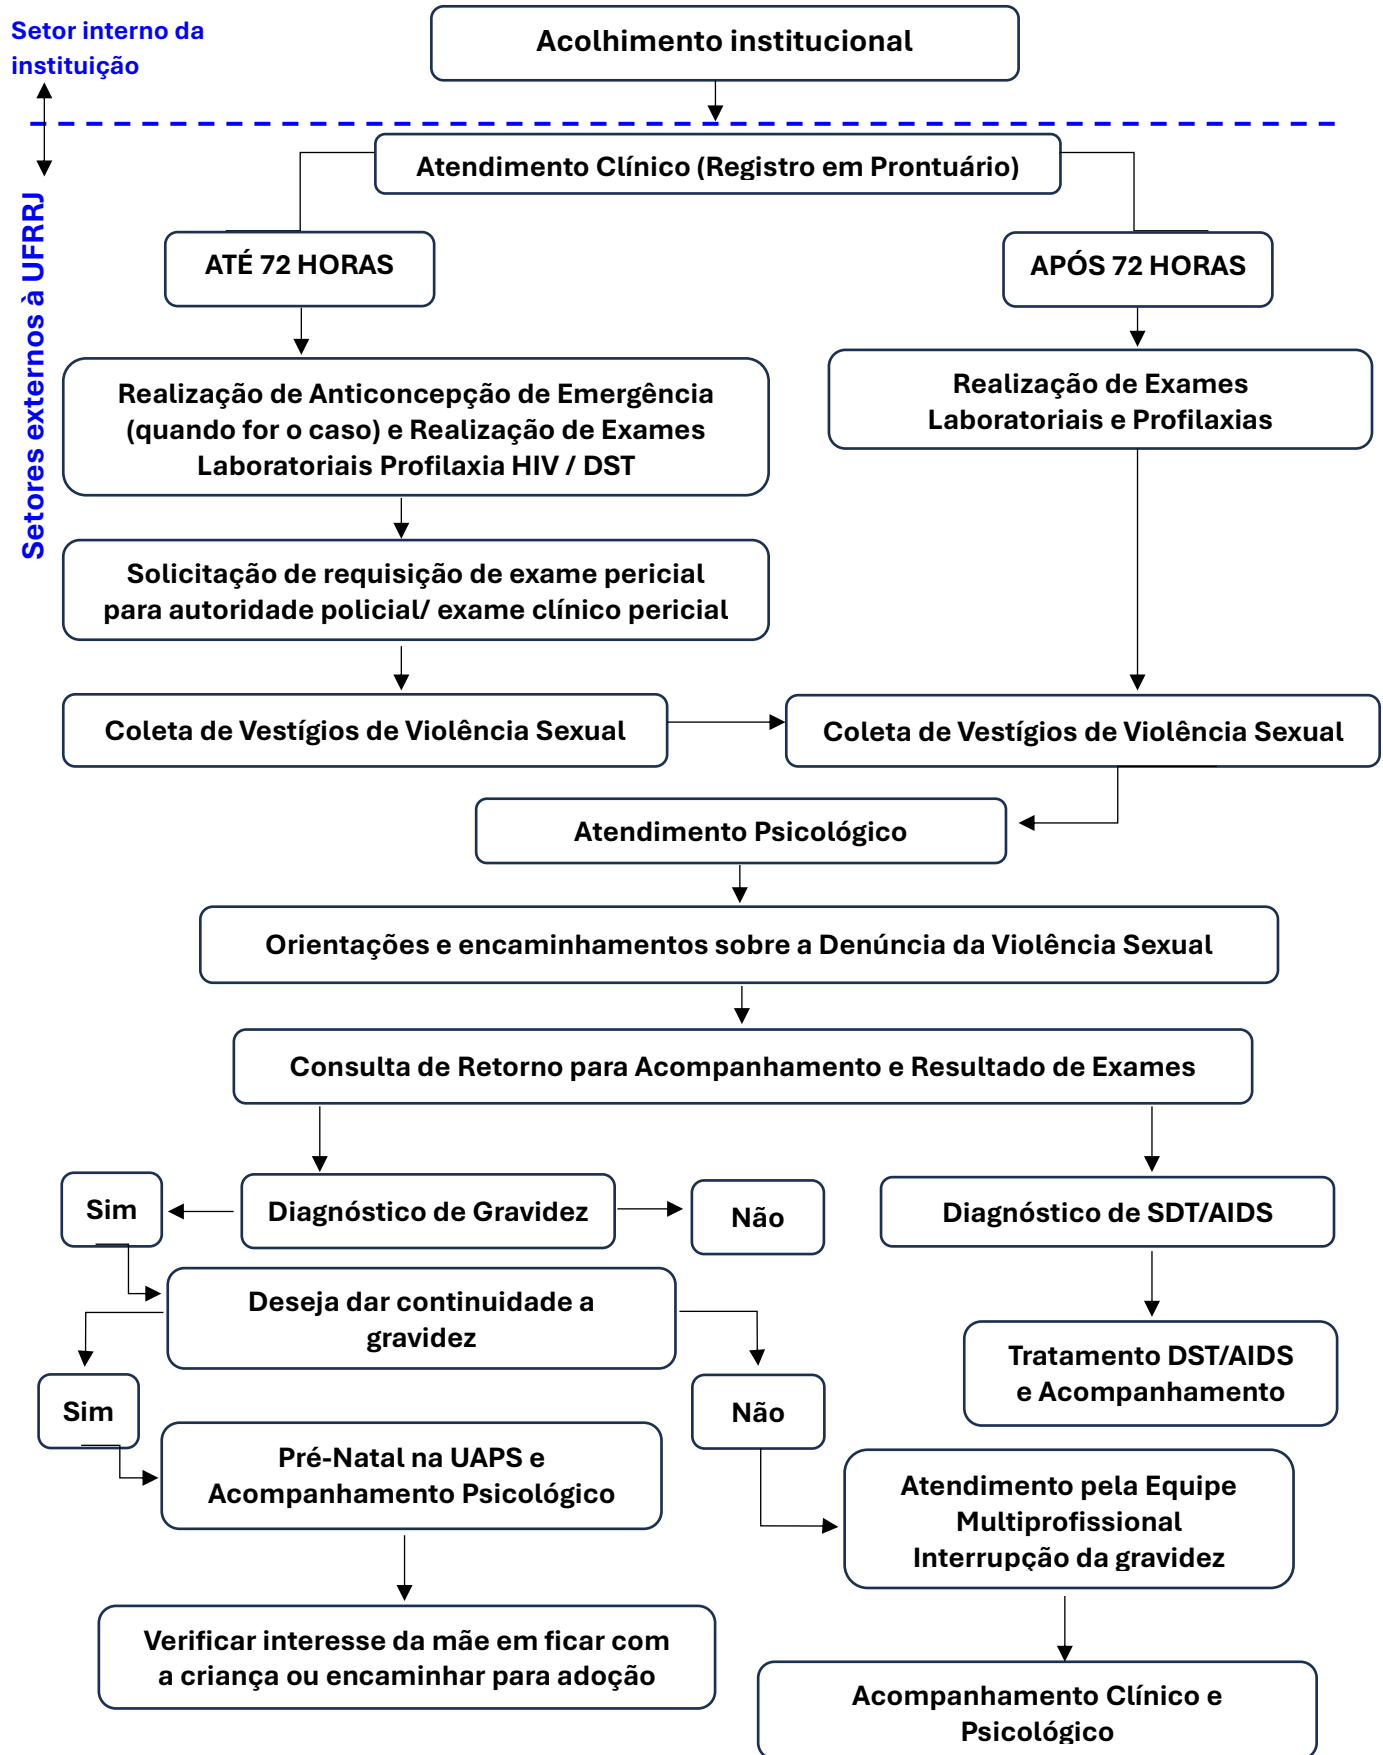 Setor interno da
instituição
Acolhimento institucional
Setores externos à UFRRJ
Atendimento Clínico (Registro em Prontuário)
ATÉ 72 HORAS
APÓS 72 HORAS
Realização de Anticoncepção de Emergência
(quando for o caso) e Realização de Exames
Laboratoriais Profilaxia HIV / DST
Realização de Exames
Laboratoriais e Profilaxias
Solicitação de requisição de exame pericial
para autoridade policial/ exame clínico pericial
Coleta de Vestígios de Violência Sexual
Coleta de Vestígios de Violência Sexual
Atendimento Psicológico
Orientações e encaminhamentos sobre a Denúncia da Violência Sexual
Consulta de Retorno para Acompanhamento e Resultado de Exames
Sim
Diagnóstico de Gravidez
Não
Diagnóstico de SDT/AIDS
Deseja dar continuidade a
gravidez
Tratamento DST/AIDS
e Acompanhamento
Sim
Não
Pré-Natal na UAPS e
Acompanhamento Psicológico
Atendimento pela Equipe
Multiprofissional
Interrupção da gravidez
Verificar interesse da mãe em ficar com
a criança ou encaminhar para adoção
Acompanhamento Clínico e
Psicológico